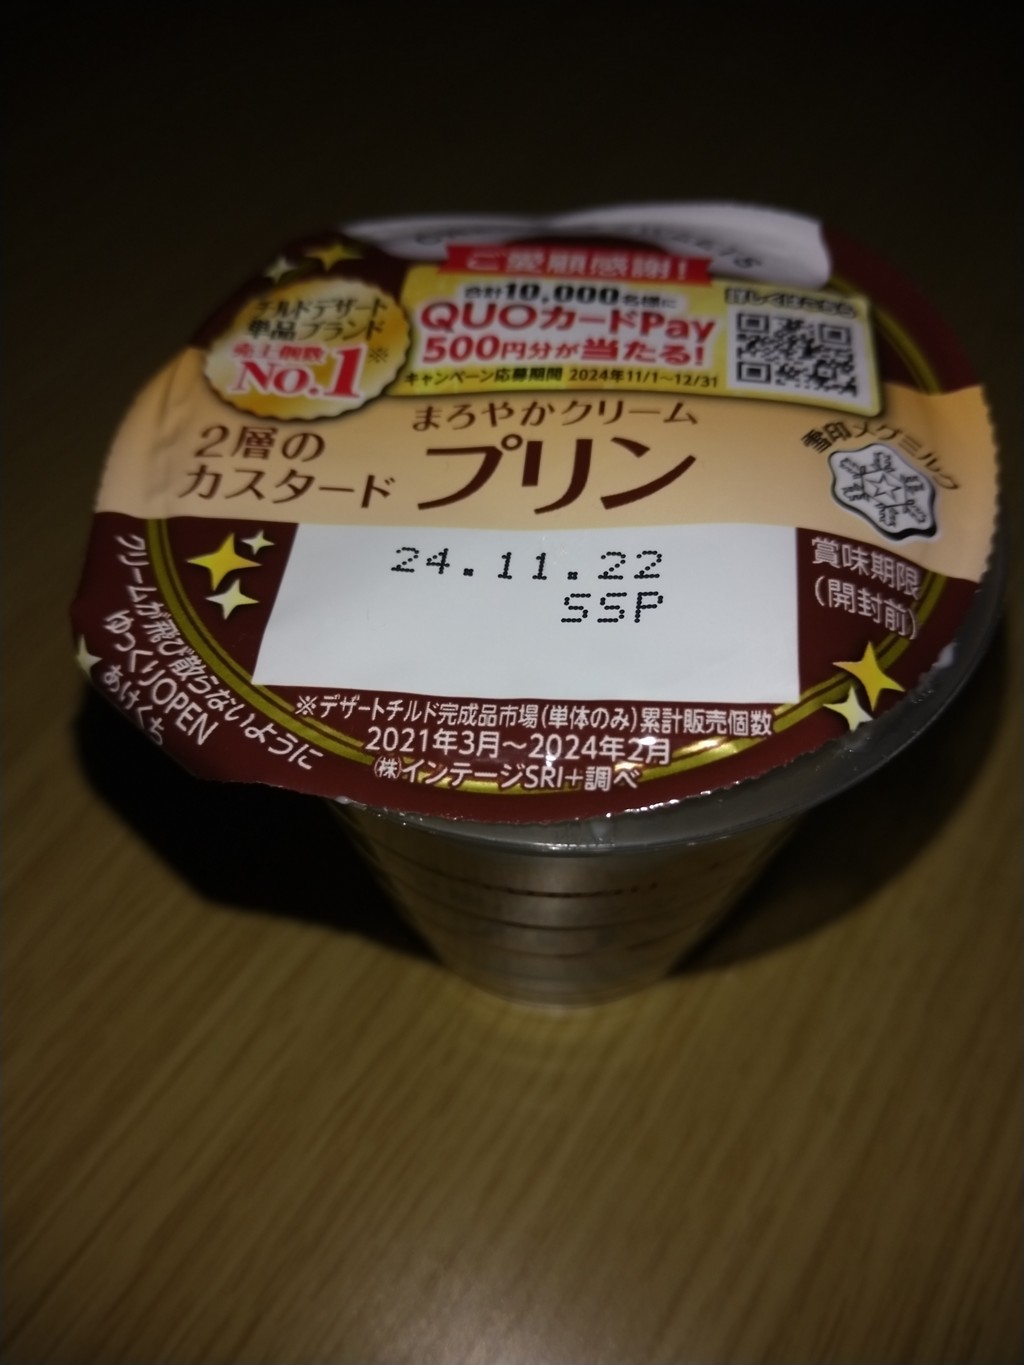 ご愛顧感謝!
合計10,000名様に
QUOカードPay
500円分が当たる!
キャンペーン応募期間 2024年11/1~12/31
詳しくはこちら
チルドデザート
単品ブランド
売上個数※
No.1
まろやかクリーム
2層の
カスタード
プリン
雪印メグミルク
24.11.22
SSP
賞味期限
(開封前)
クリームが飛び散らないように
ゆっくりOPEN
あけくち
※デザートチルド完成品市場(単体のみ)累計販売個数
2021年3月~2024年2月
(株)インテージSRI+調べ